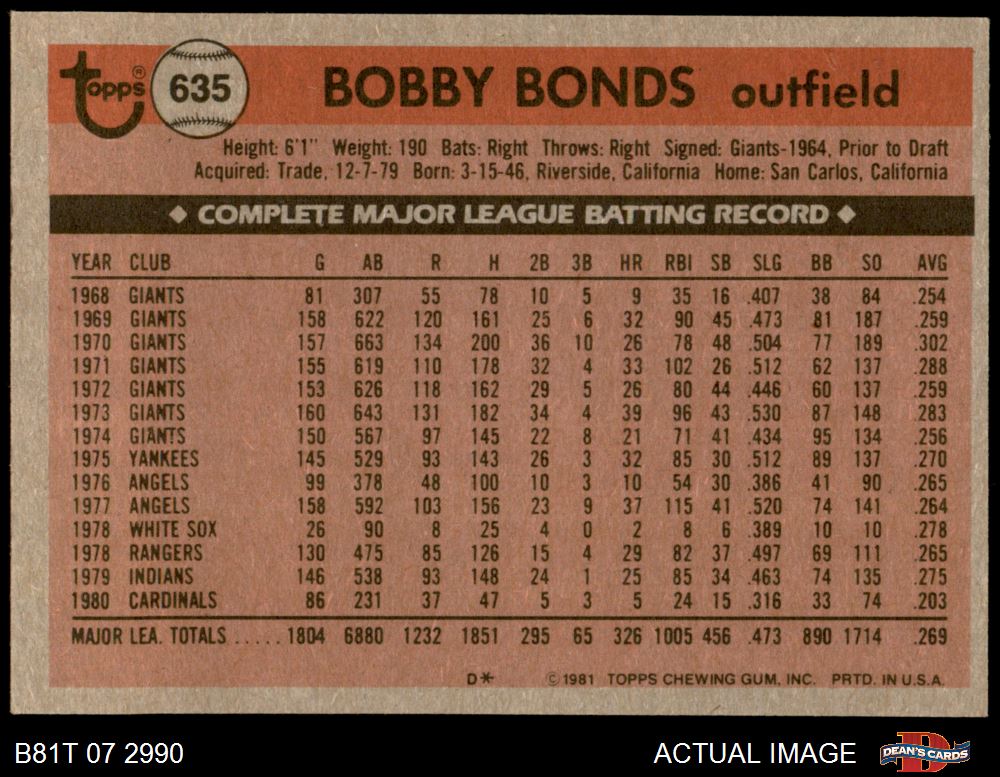 Topps® 635 BOBBY BONDS outfield
Height: 6'1" Weight: 190 Bats: Right Throws: Right Signed: Giants-1964, Prior to Draft
Acquired: Trade, 12-7-79 Born: 3-15-46, Riverside, California Home: San Carlos, California
◆ COMPLETE MAJOR LEAGUE BATTING RECORD ◆
YEAR CLUB G AB R H 2B 3B HR RBI SB SLG BB SO AVG
1968 GIANTS 81 307 55 78 10 5 9 35 16 .407 38 84 .254
1969 GIANTS 158 622 120 161 25 6 32 90 45 .473 81 187 .259
1970 GIANTS 157 663 134 200 36 10 26 78 48 .504 77 189 .302
1971 GIANTS 155 619 110 178 32 4 33 102 26 .512 62 137 .288
1972 GIANTS 153 626 118 162 29 5 26 80 44 .446 60 137 .259
1973 GIANTS 160 643 131 182 34 4 39 96 43 .530 87 148 .283
1974 GIANTS 150 567 97 145 22 8 21 71 41 .434 95 134 .256
1975 YANKEES 145 529 93 143 26 3 32 85 30 .512 89 137 .270
1976 ANGELS 99 378 48 100 10 3 10 54 30 .386 41 90 .265
1977 ANGELS 158 592 103 156 23 9 37 115 41 .520 74 141 .264
1978 WHITE SOX 26 90 8 25 4 0 2 8 6 .389 10 10 .278
1978 RANGERS 130 475 85 126 15 4 29 82 37 .497 69 111 .265
1979 INDIANS 146 538 93 148 24 1 25 85 34 .463 74 135 .275
1980 CARDINALS 86 231 37 47 5 3 5 24 15 .316 33 74 .203
MAJOR LEA. TOTALS ..... 1804 6880 1232 1851 295 65 326 1005 456 .473 890 1714 .269
D* © 1981 TOPPS CHEWING GUM, INC. PRTD. IN U.S.A.
B81T 07 2990 ACTUAL IMAGE DEAN'S CARDS